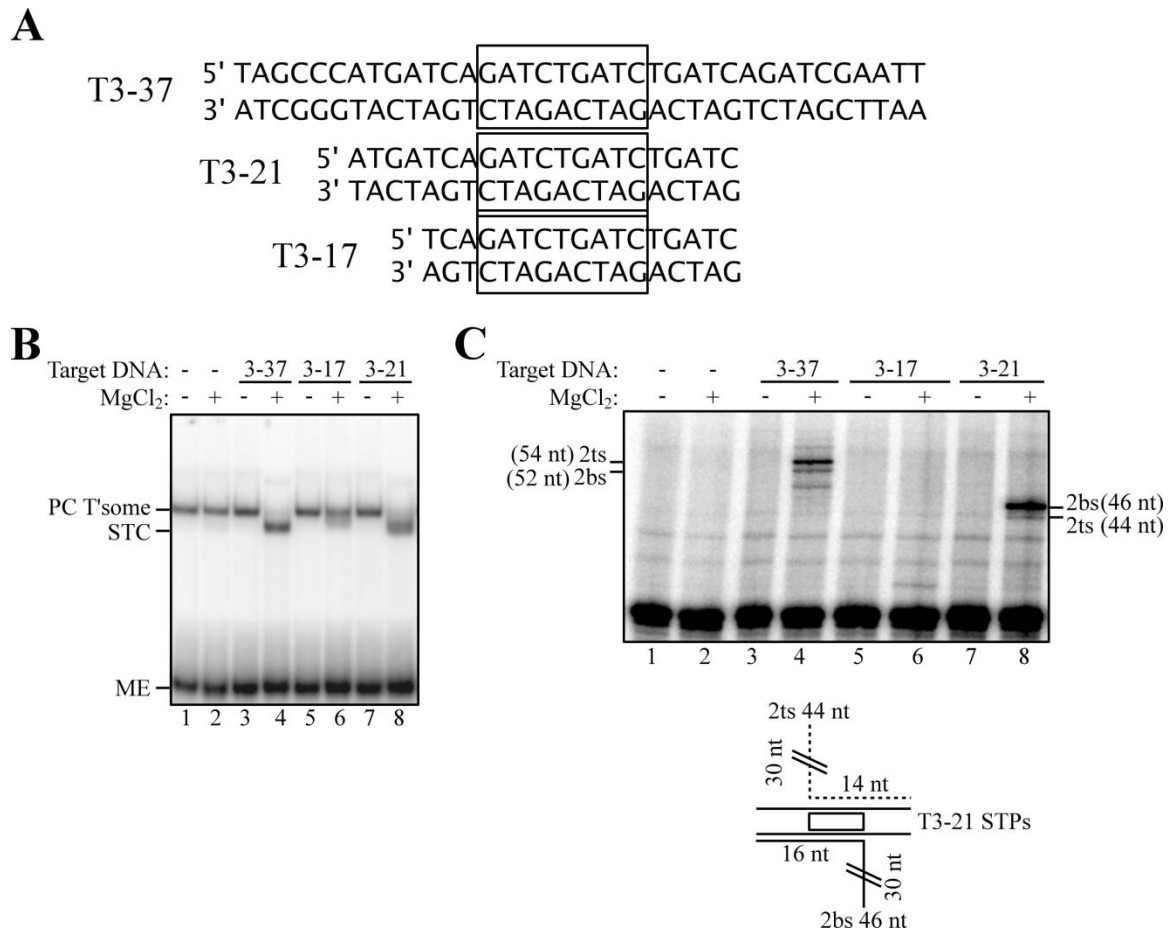 A
T3-37
5' TAGCCCATGATCAGATCTGATCTGATCAGATCGAATT
3' ATCGGGTACTAGTCTAGACTAGACTAGTCTAGCTTAA
T3-21
5' ATGATCAGATCTGATCTGATC
3' TACTAGTCTAGACTAGACTAG
T3-17
5' TCAGATCTGATCTGATC
3' AGTCTAGACTAGACTAG
B
Target DNA: - - 3-37 3-17 3-21
MgCl2: - + - + - + - +
PC T'some
STC
ME
1 2 3 4 5 6 7 8
C
Target DNA: - - 3-37 3-17 3-21
MgCl2: - + - + - + - +
(54 nt) 2ts
(52 nt) 2bs
2bs(46 nt)
2ts (44 nt)
1 2 3 4 5 6 7 8
2ts 44 nt
30 nt
14 nt
T3-21 STPs
16 nt
30 nt
2bs 46 nt